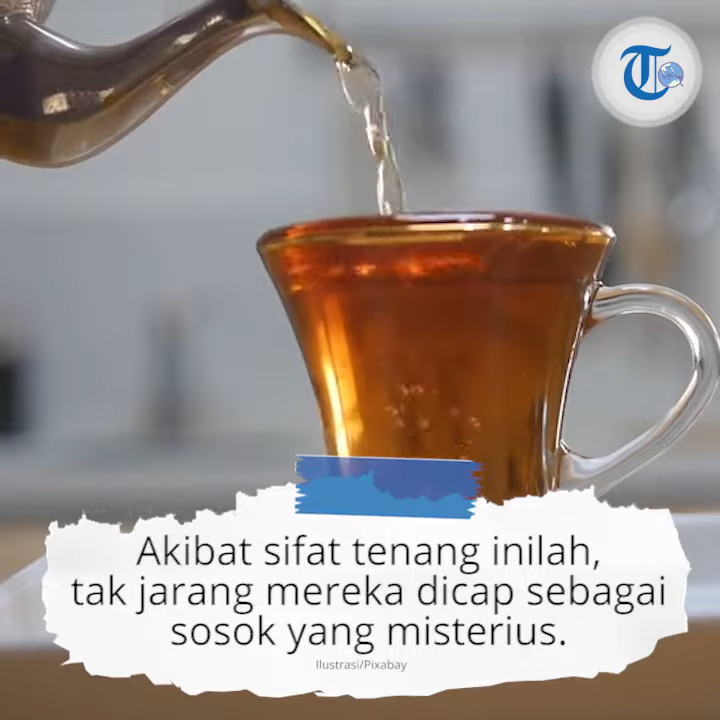 T
Akibat sifat tenang inilah,
tak jarang mereka dicap sebagai
sosok yang misterius.
Ilustrasi/Pixabay